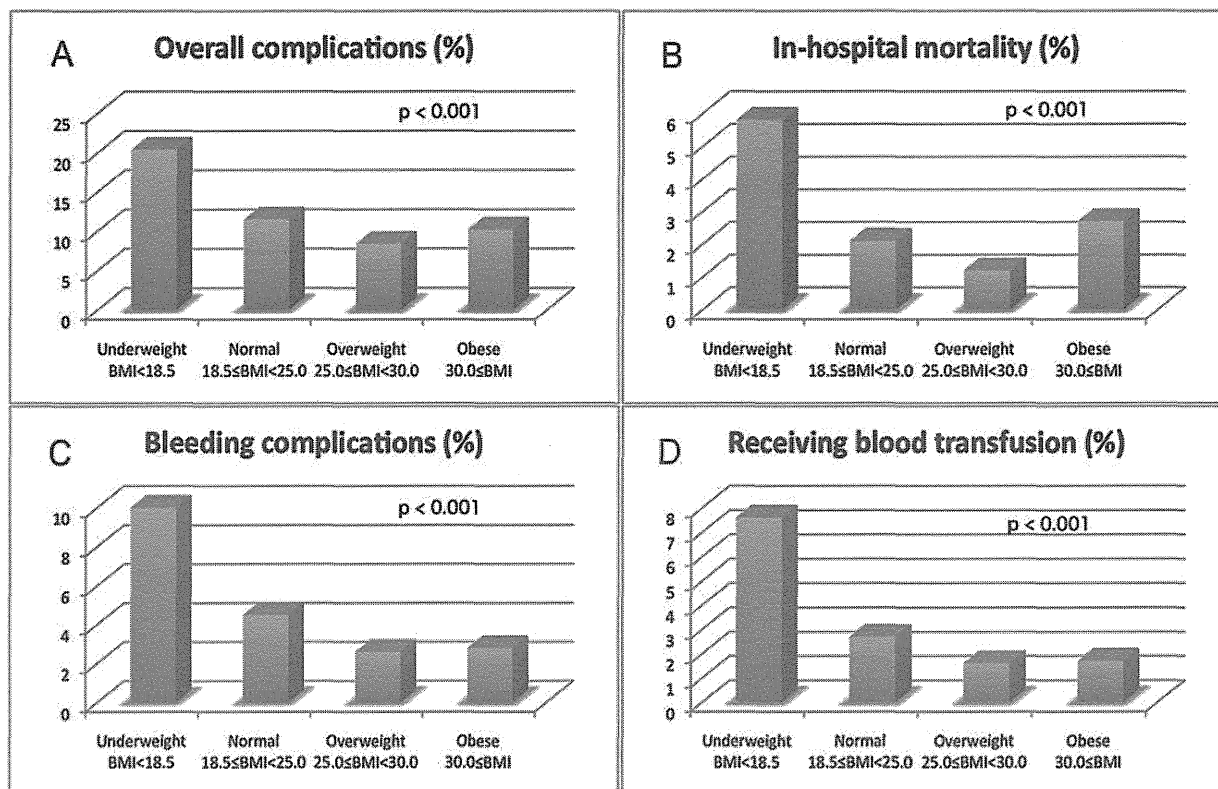 A
Overall complications (%)
p < 0.001
25
20
15
10
5
0
Underweight Normal Overweight Obese
BMI<18.5 18.5≤BMI<25.0 25.0≤BMI<30.0 30.0≤BMI
B
In-hospital mortality (%)
p < 0.001
6
5
4
3
2
1
0
Underweight Normal Overweight Obese
BMI<18.5 18.5≤BMI<25.0 25.0≤BMI<30.0 30.0≤BMI
C
Bleeding complications (%)
p < 0.001
10
8
6
4
2
0
Underweight Normal Overweight Obese
BMI<18.5 18.5≤BMI<25.0 25.0≤BMI<30.0 30.0≤BMI
D
Receiving blood transfusion (%)
p < 0.001
8
7
6
5
4
3
2
1
0
Underweight Normal Overweight Obese
BMI<18.5 18.5≤BMI<25.0 25.0≤BMI<30.0 30.0≤BMI